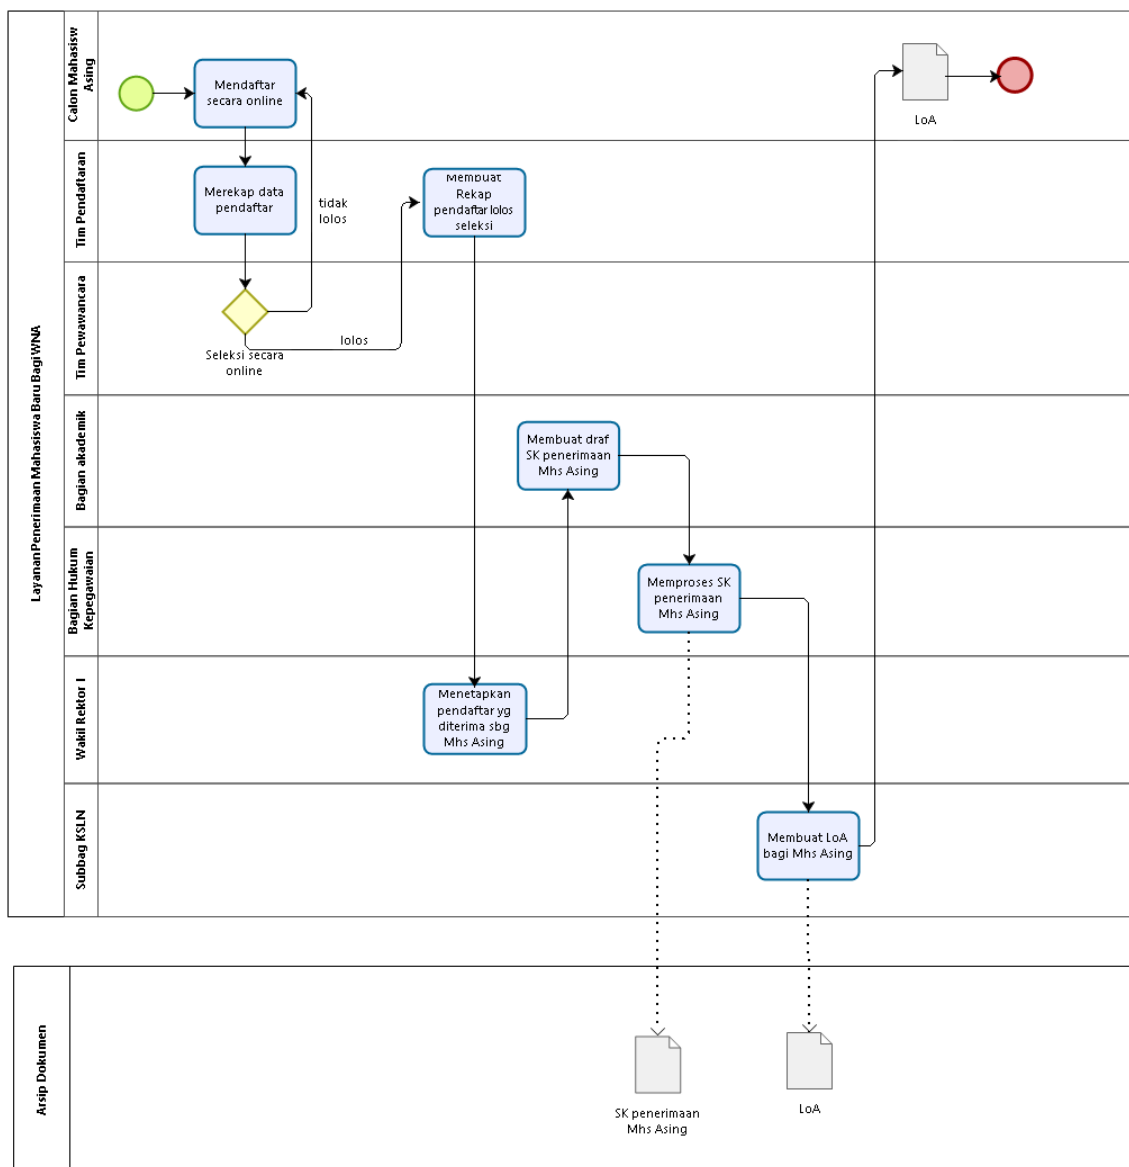 Layanan Penerimaan Mahasiswa Baru Bagi WNA
Calon Mahasisw
Asing
Mendaftar
secara online
LoA
Tim Pendaftaran
Merekap data
pendaftar
tidak
lolos
Membuat
Rekap
pendaftar lolos
seleksi
Tim Pewawancara
Seleksi secara
online
lolos
Bagian akademik
Membuat draf
SK penerimaan
Mhs Asing
Bagian Hukum
Kepegawaian
Memproses SK
penerimaan
Mhs Asing
Wakil Rektor I
Menetapkan
pendaftar yg
diterima sbg
Mhs Asing
Subbag KSLN
Membuat LoA
bagi Mhs Asing
Arsip Dokumen
SK penerimaan
Mhs Asing
LoA